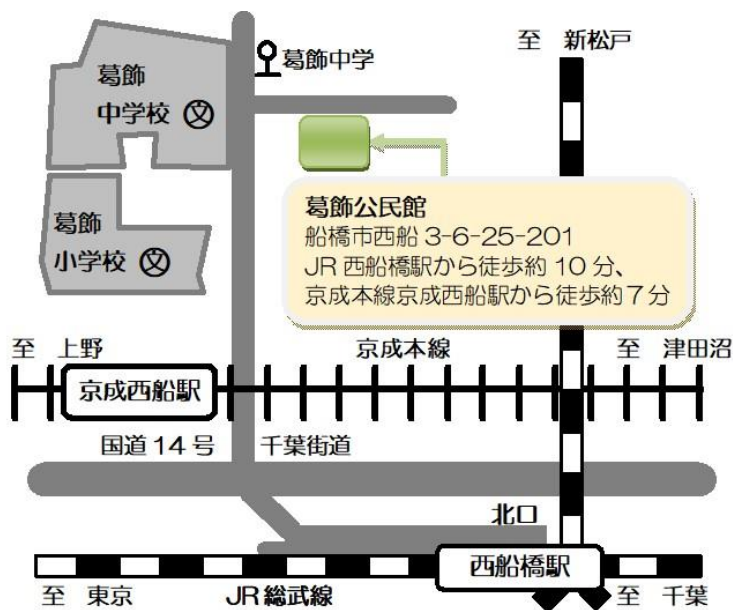 葛飾中学
至 新松戸
葛飾
中学校 文
葛飾公民館
船橋市西船 3-6-25-201
JR 西船橋駅から徒歩約 10 分、
京成本線京成西船駅から徒歩約7分
葛飾
小学校 文
至 上野
京成本線
至 津田沼
京成西船駅
国道 14 号
千葉街道
北口
西船橋駅
至 東京
JR 総武線
至 千葉